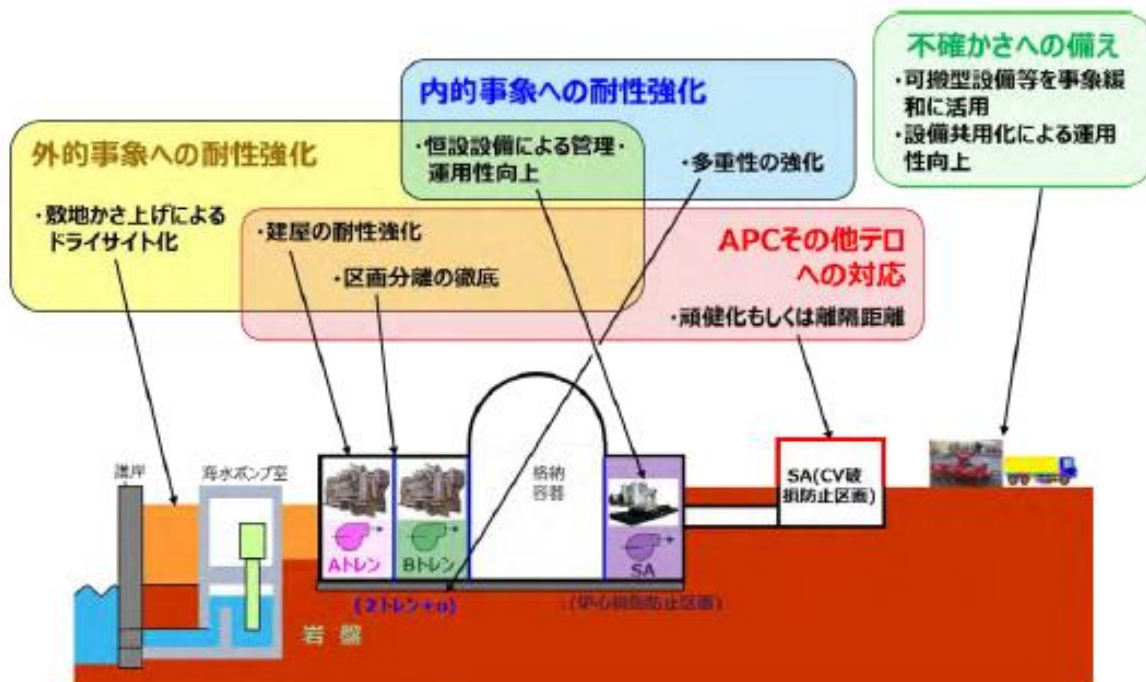 不確かさへの備え
・可搬型設備等を事象緩
和に活用
・設備共用化による運用
性向上
内的事象への耐性強化
・恒設設備による管理・
運用性向上
・多重性の強化
外的事象への耐性強化
・敷地かさ上げによる
ドライサイト化
・建屋の耐性強化
・区画分離の徹底
APCその他テロ
への対応
・頑健化もしくは離隔距離
護岸
海水ポンプ室
格納
容器
SA(CV破
損防止区画)
Aトレン
Bトレン
SA
(2トレン+α)
(炉心損傷防止区画)
岩盤